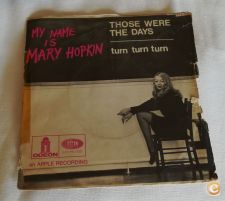 MY NAME
IS
MARY HOPKIN
THOSE WERE
THE DAYS
turn turn turn
ODEON
an APPLE RECORDING